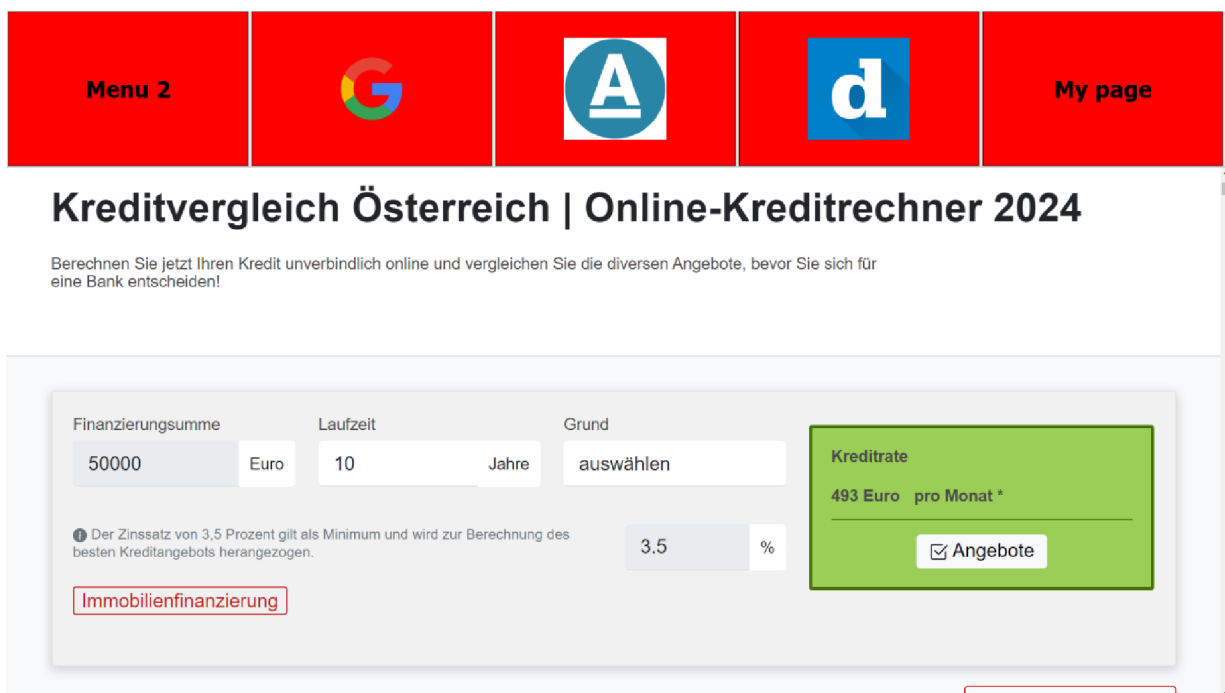 Menu 2
G
A
d
My page
Kreditvergleich Österreich | Online-Kreditrechner 2024
Berechnen Sie jetzt Ihren Kredit unverbindlich online und vergleichen Sie die diversen Angebote, bevor Sie sich für
eine Bank entscheiden!
Finanzierungsumme
50000 Euro
Laufzeit
10 Jahre
Grund
auswählen
Der Zinssatz von 3,5 Prozent gilt als Minimum und wird zur Berechnung des
besten Kreditangebots herangezogen.
3.5 %
Immobilienfinanzierung
Kreditrate
493 Euro pro Monat *
Angebote